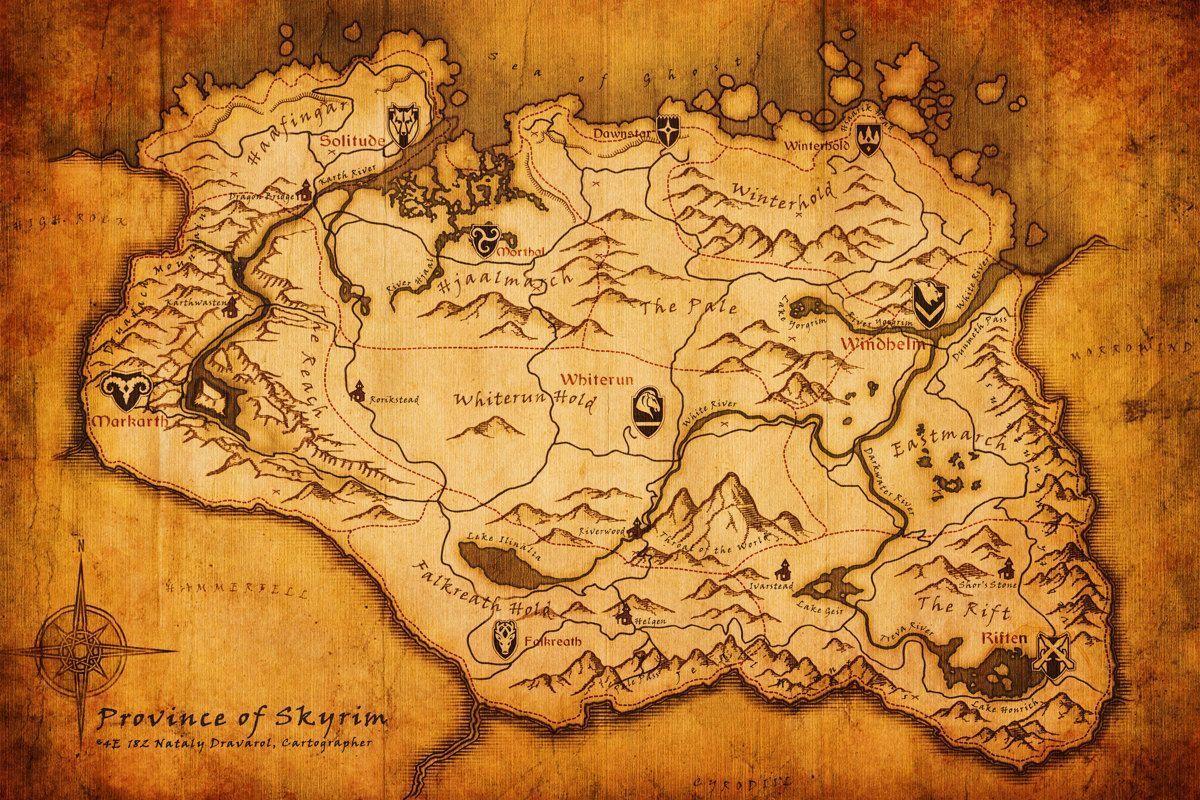 Sea of Ghost
Haafingar
Solitude
Dawnstar
Winterhold
Karth River
Dragon Bridge
Winterhold
HIGH ROCK
Morthal
River Hjaal
Hjaalmarch
The Pale
Karthwasten
Lake
Yorgrim
River Yorgrim
White River
Windhelm
Dunmeth Pass
MORROWIND
The Reach
Whiterun
Markarth
Rorikstead
Whiterun Hold
White River
Eastmarch
Darkwater River
Riverwood
Throat of the World
Lake Ilinalta
Falkreath Hold
Ivarstead
Shor's Stone
HAMMERFELL
Lake Geir
The Rift
Helgen
Falkreath
Treva River
Riften
Lake Honrich
Province of Skyrim
*4E 182 Nataly Dravarol, Cartographer
CYRODIIL